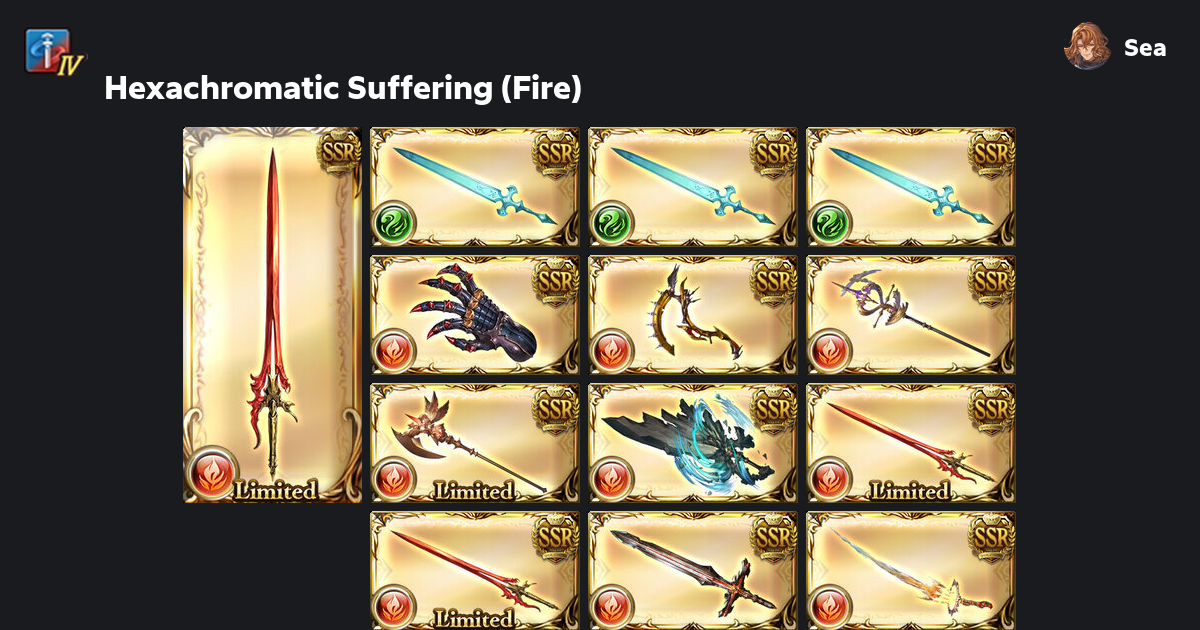 IV
Sea
Hexachromatic Suffering (Fire)
SSR SSR SSR SSR
SSR SSR SSR
SSR SSR SSR
Limited Limited Limited
SSR SSR SSR
Limited